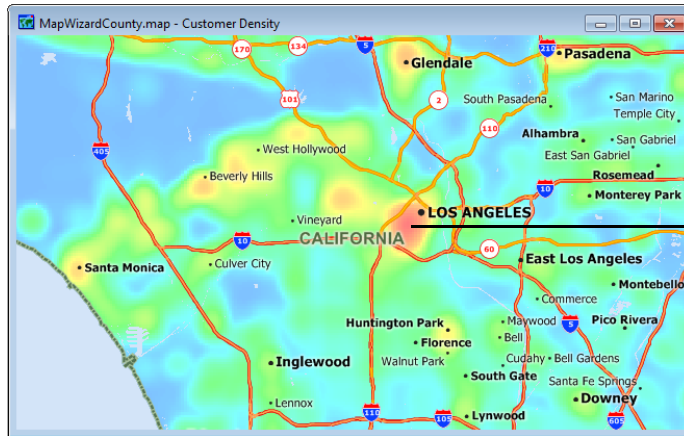 MapWizardCounty.map - Customer Density
170
134
5
210
Pasadena
Glendale
101
2
South Pasadena
San Marino
Temple City
110
405
West Hollywood
Alhambra
San Gabriel
East San Gabriel
Rosemead
Beverly Hills
10
Monterey Park
LOS ANGELES
Vineyard
CALIFORNIA
10
60
Santa Monica
Culver City
East Los Angeles
Montebello
Commerce
Huntington Park
Maywood
5
Pico Rivera
Florence
Bell
Inglewood
Walnut Park
Cudahy
Bell Gardens
South Gate
Santa Fe Springs
Lennox
Downey
110
105
Lynwood
605